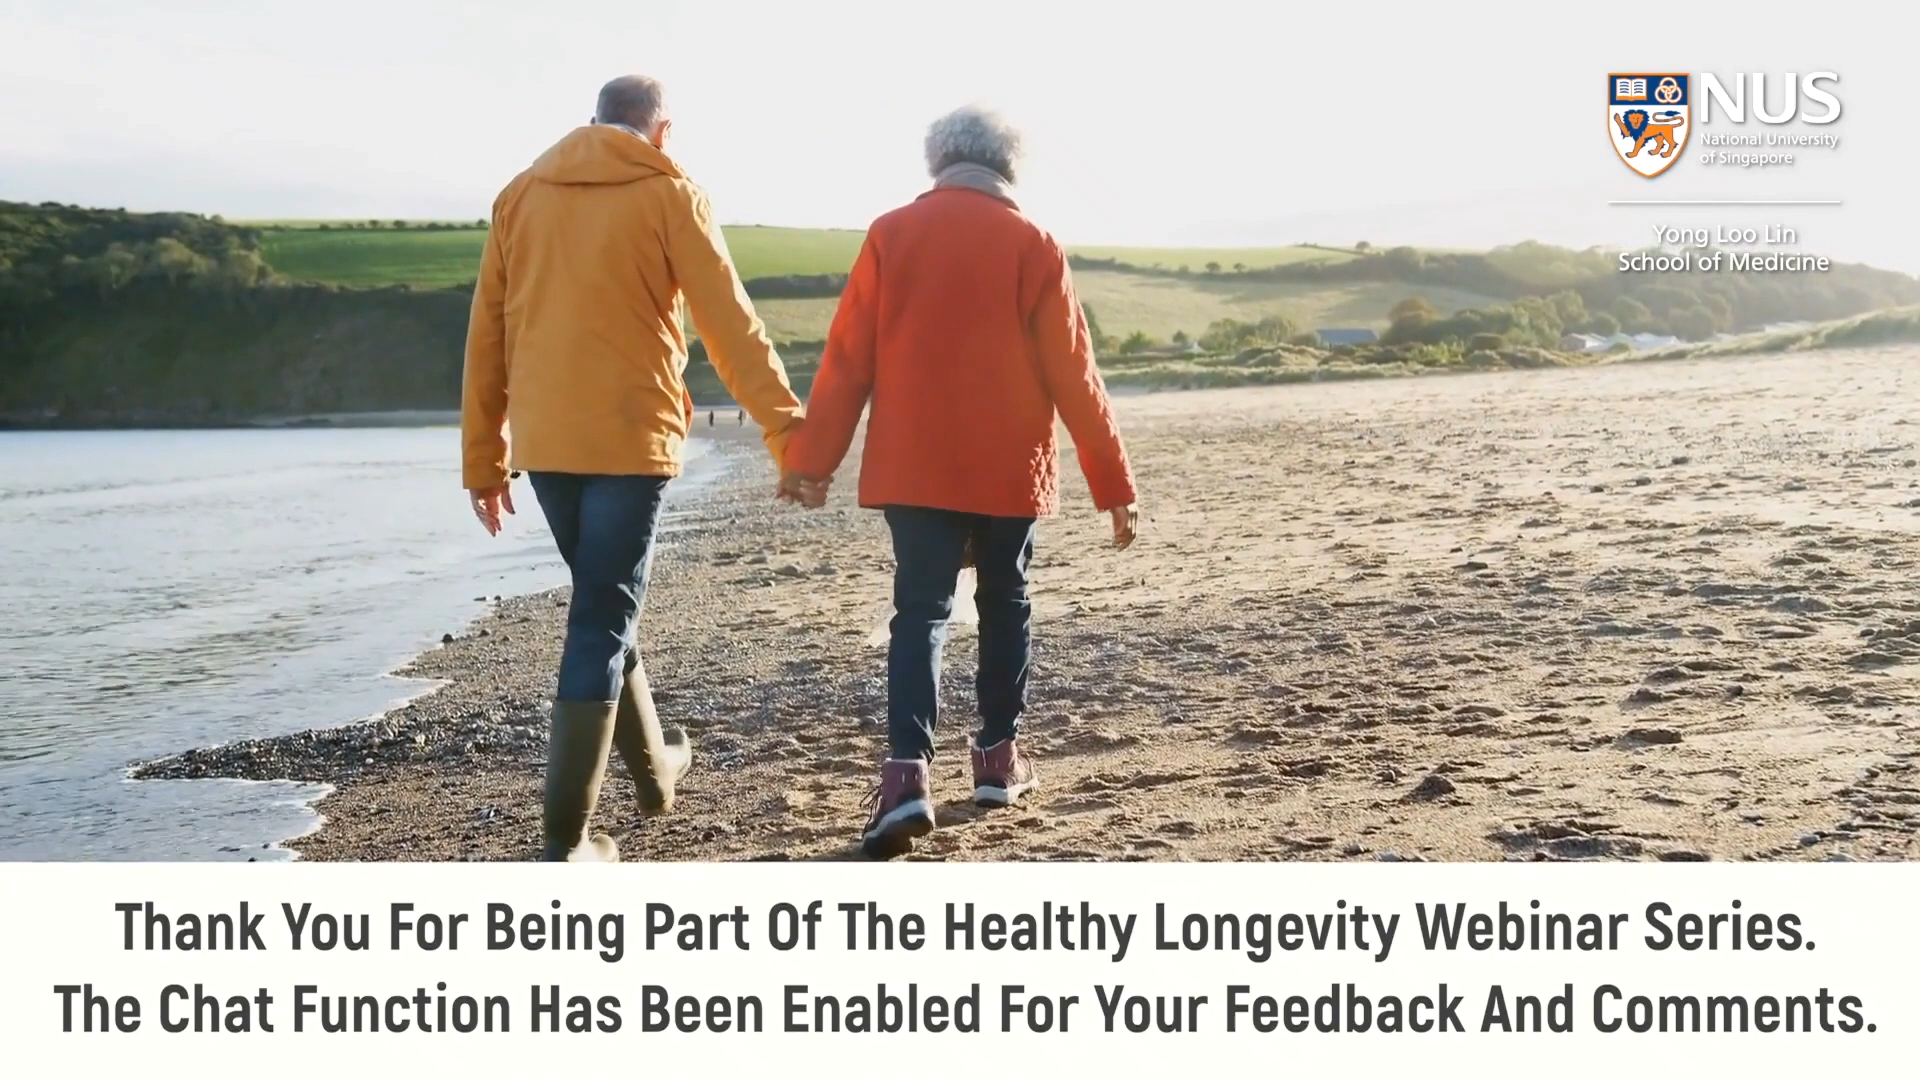 NUS
National University
of Singapore
Yong Loo Lin
School of Medicine
Thank You For Being Part Of The Healthy Longevity Webinar Series.
The Chat Function Has Been Enabled For Your Feedback And Comments.